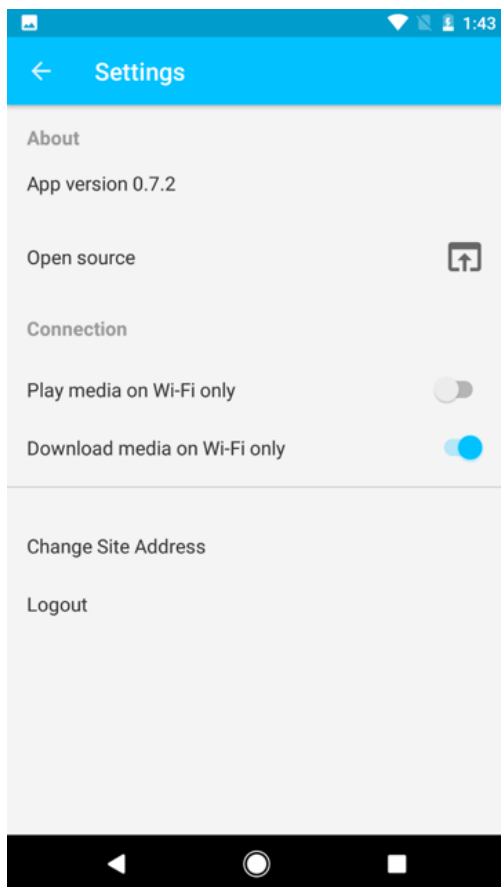 1:43
Settings
About
App version 0.7.2
Open source
Connection
Play media on Wi-Fi only
Download media on Wi-Fi only
Change Site Address
Logout